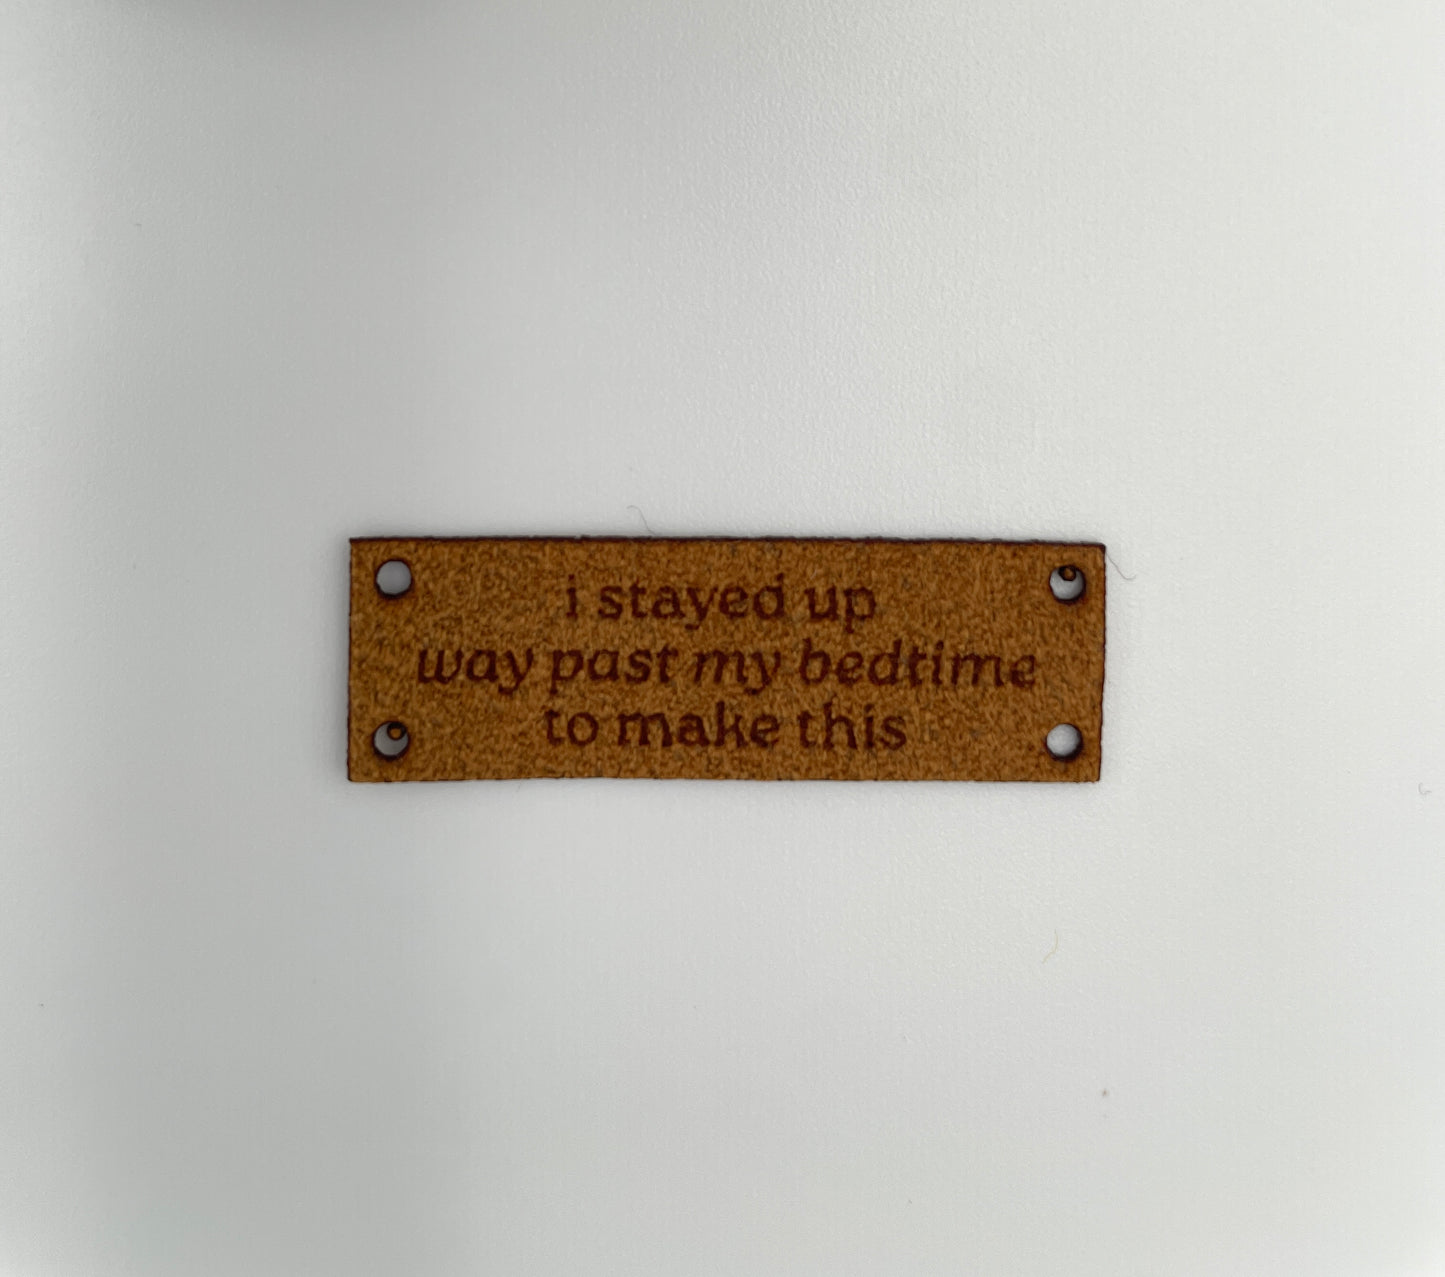 i stayed up
way past my bedtime
to make this